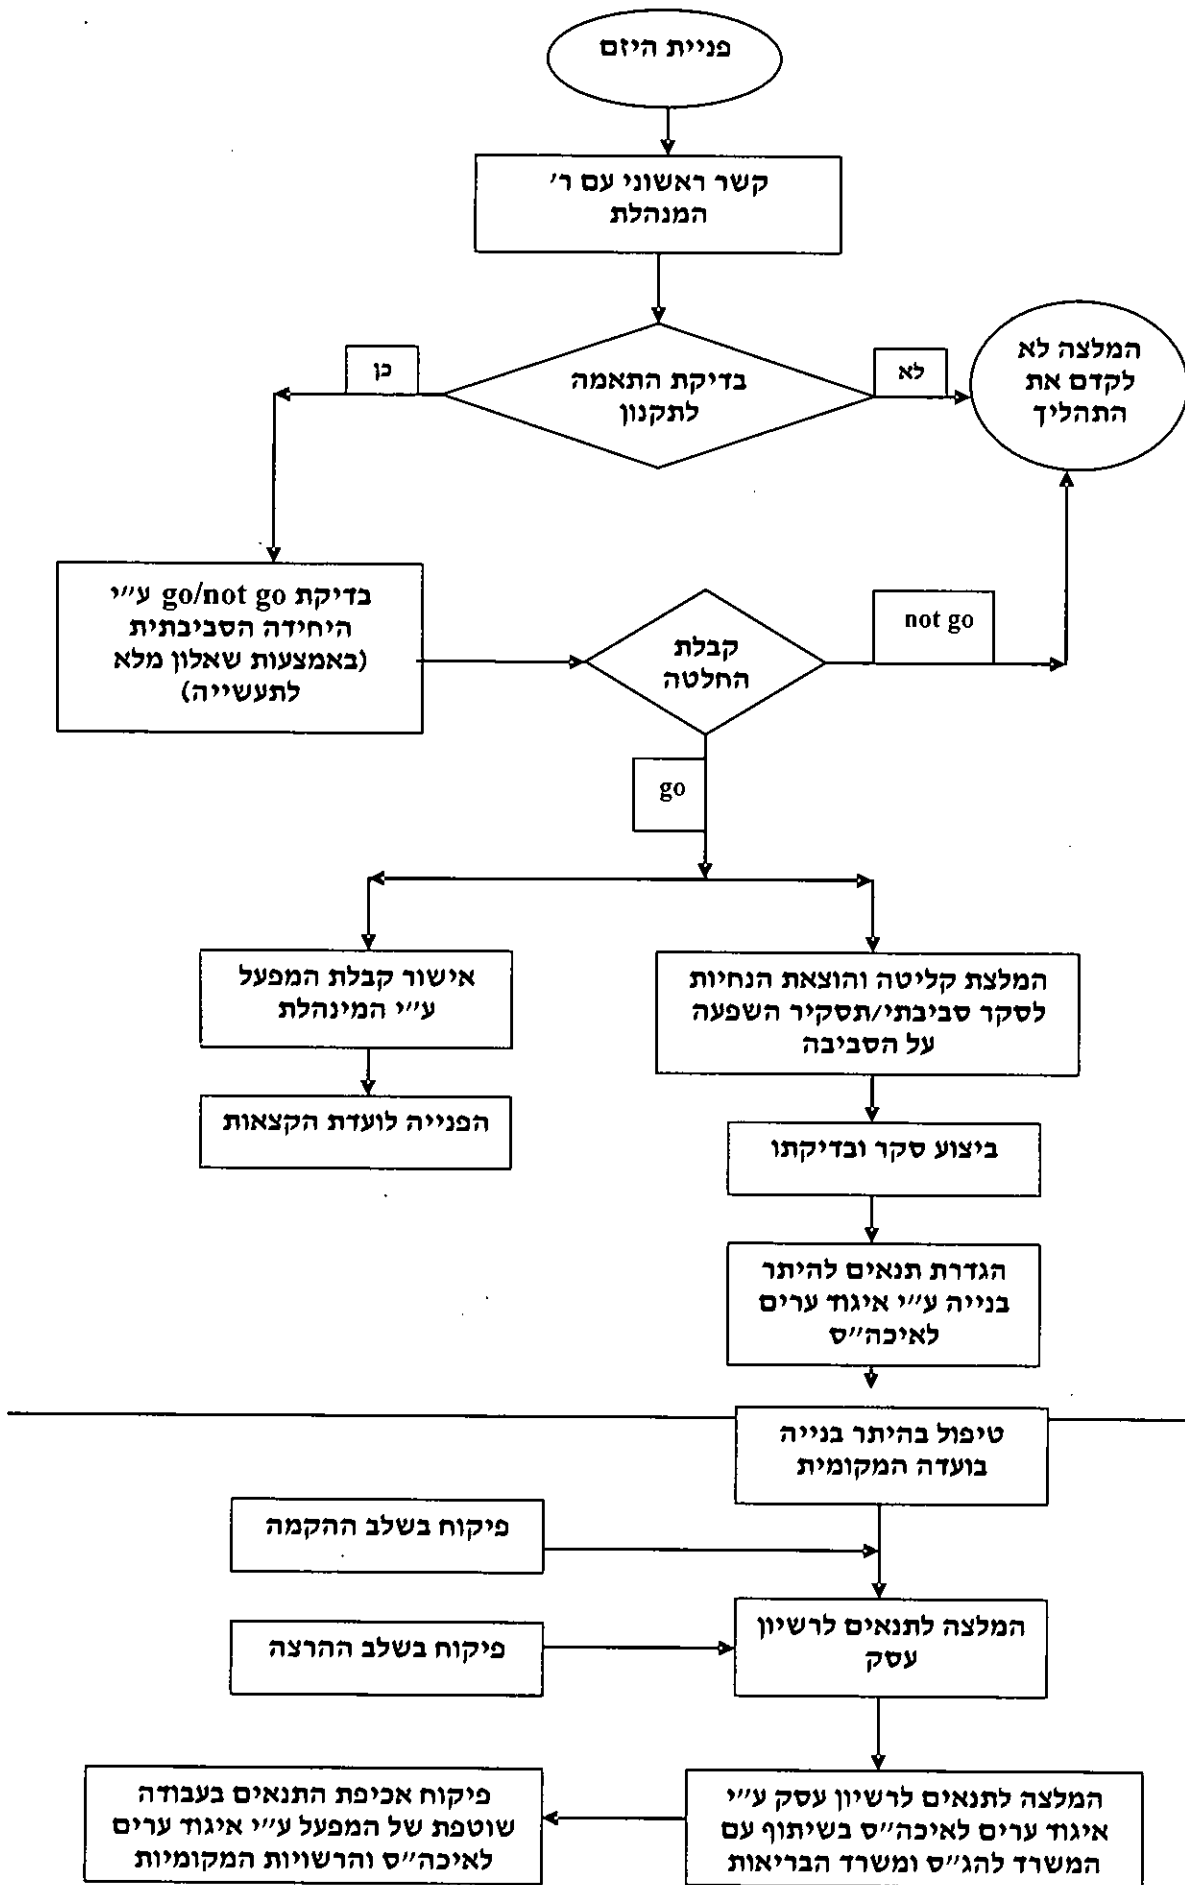 פניית היזם
קשר ראשוני עם ר'
המנהלת
בדיקת התאמה
לתקנון
כן
לא
המלצה לא
לקדם את
התהליך
בדיקת go/not go ע"י
היחידה הסביבתית
(באמצעות שאלון מלא
לתעשייה)
קבלת
החלטה
not go
go
אישור קבלת המפעל
ע"י המינהלת
הפנייה לועדת הקצאות
המלצת קליטה והוצאת הנחיות
לסקר סביבתי/תסקיר השפעה
על הסביבה
ביצוע סקר ובדיקתו
הגדרת תנאים להיתר
בנייה ע"י איגוד ערים
לאיכה"ס
טיפול בהיתר בנייה
בועדה המקומית
פיקוח בשלב ההקמה
המלצה לתנאים לרשיון
עסק
פיקוח בשלב ההרצה
המלצה לתנאים לרשיון עסק ע"י
איגוד ערים לאיכה"ס בשיתוף עם
המשרד להג"ס ומשרד הבריאות
פיקוח אכיפת התנאים בעבודה
שוטפת של המפעל ע"י איגוד ערים
לאיכה"ס והרשויות המקומיות